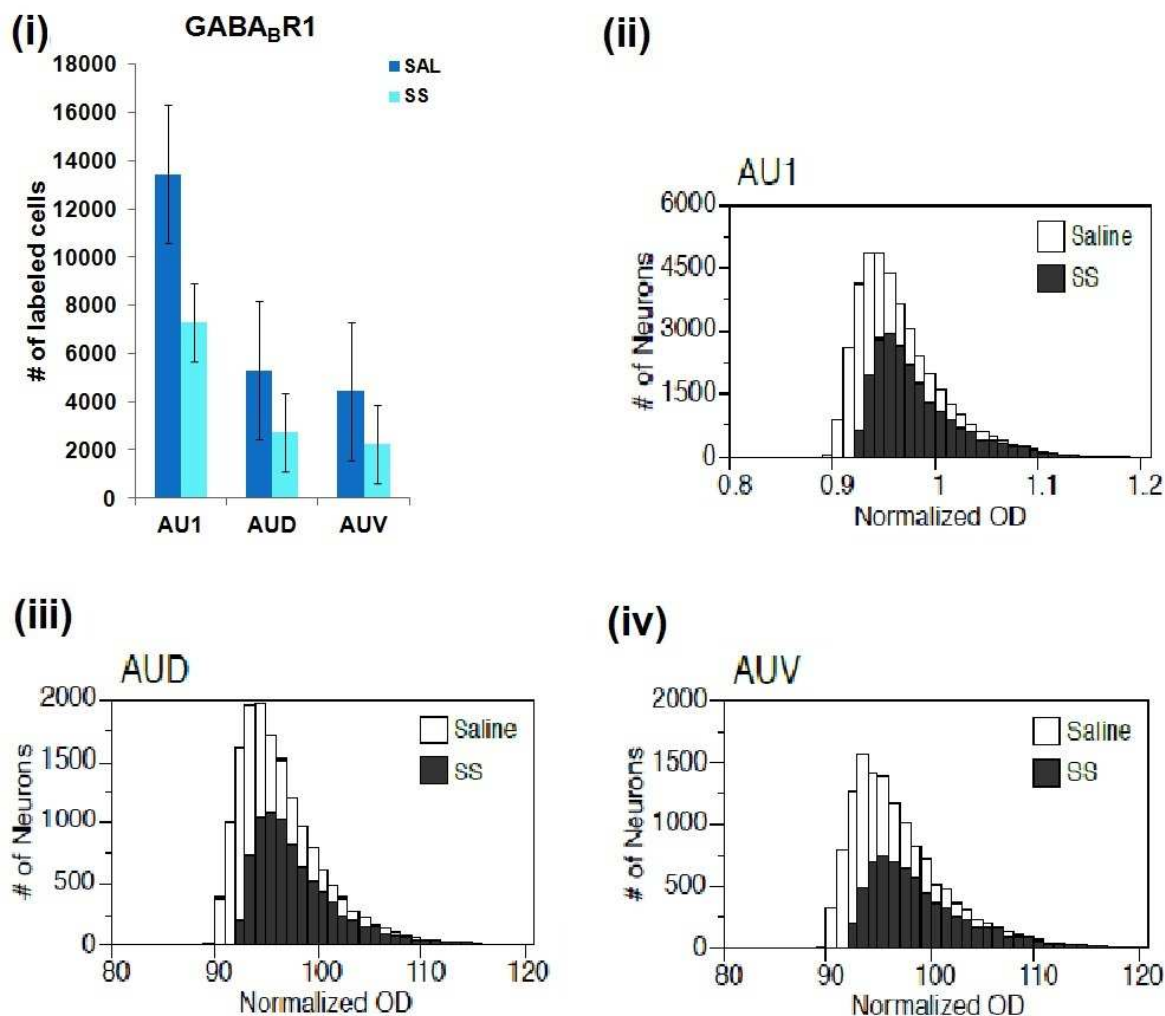 (i)
GABA_BR1
SAL
SS
# of labeled cells
18000
16000
14000
12000
10000
8000
6000
4000
2000
0
AU1 AUD AUV
(ii)
AU1
Saline
SS
# of Neurons
6000
4500
3000
1500
0
0.8 0.9 1 1.1 1.2
Normalized OD
(iii)
AUD
Saline
SS
# of Neurons
2000
1500
1000
500
0
80 90 100 110 120
Normalized OD
(iv)
AUV
Saline
SS
# of Neurons
2000
1500
1000
500
0
80 90 100 110 120
Normalized OD